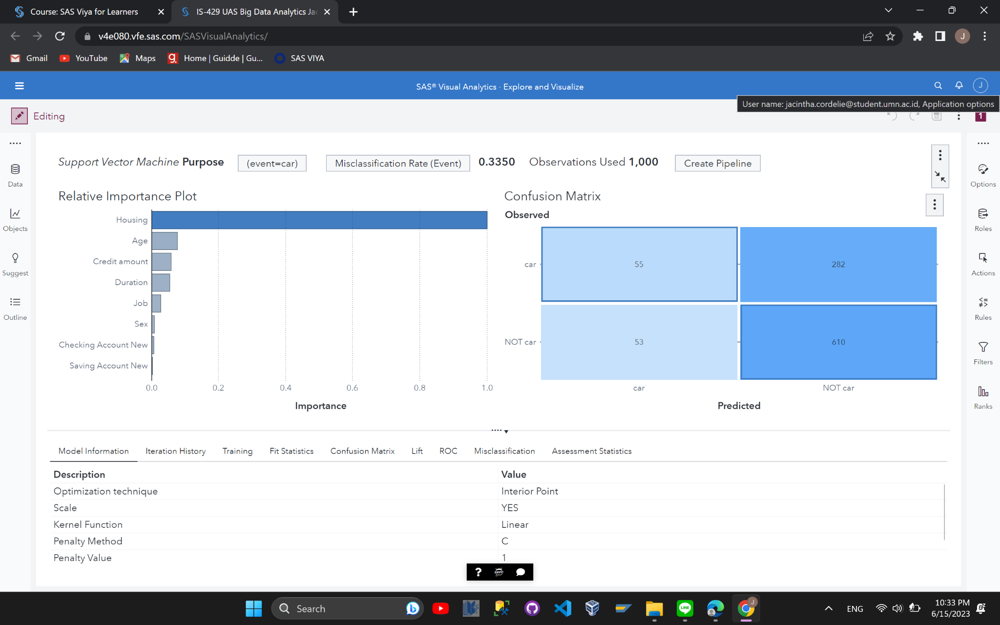 Course: SAS Viya for Learners
IS-429 UAS Big Data Analytics Jac
v4e080.vfe.sas.com/SASVisualAnalytics/
J
Gmail
YouTube
Maps
Home | Guidde | Gu...
SAS VIYA
SAS® Visual Analytics - Explore and Visualize
J
User name: jacintha.cordelie@student.umn.ac.id, Application options
Editing
1
Data
Objects
Suggest
Outline
Support Vector Machine Purpose (event=car) Misclassification Rate (Event) 0.3350 Observations Used 1,000 Create Pipeline
Relative Importance Plot
Housing
Age
Credit amount
Duration
Job
Sex
Checking Account New
Saving Account New
0.0 0.2 0.4 0.6 0.8 1.0
Importance
Confusion Matrix
Observed
car 55 282
NOT car 53 610
car NOT car
Predicted
Options
Roles
Actions
Rules
Filters
Ranks
Model Information Iteration History Training Fit Statistics Confusion Matrix Lift ROC Misclassification Assessment Statistics
Description Value
Optimization technique Interior Point
Scale YES
Kernel Function Linear
Penalty Method C
Penalty Value 1
?
Search
LINE
J
ENG
10:33 PM
6/15/2023